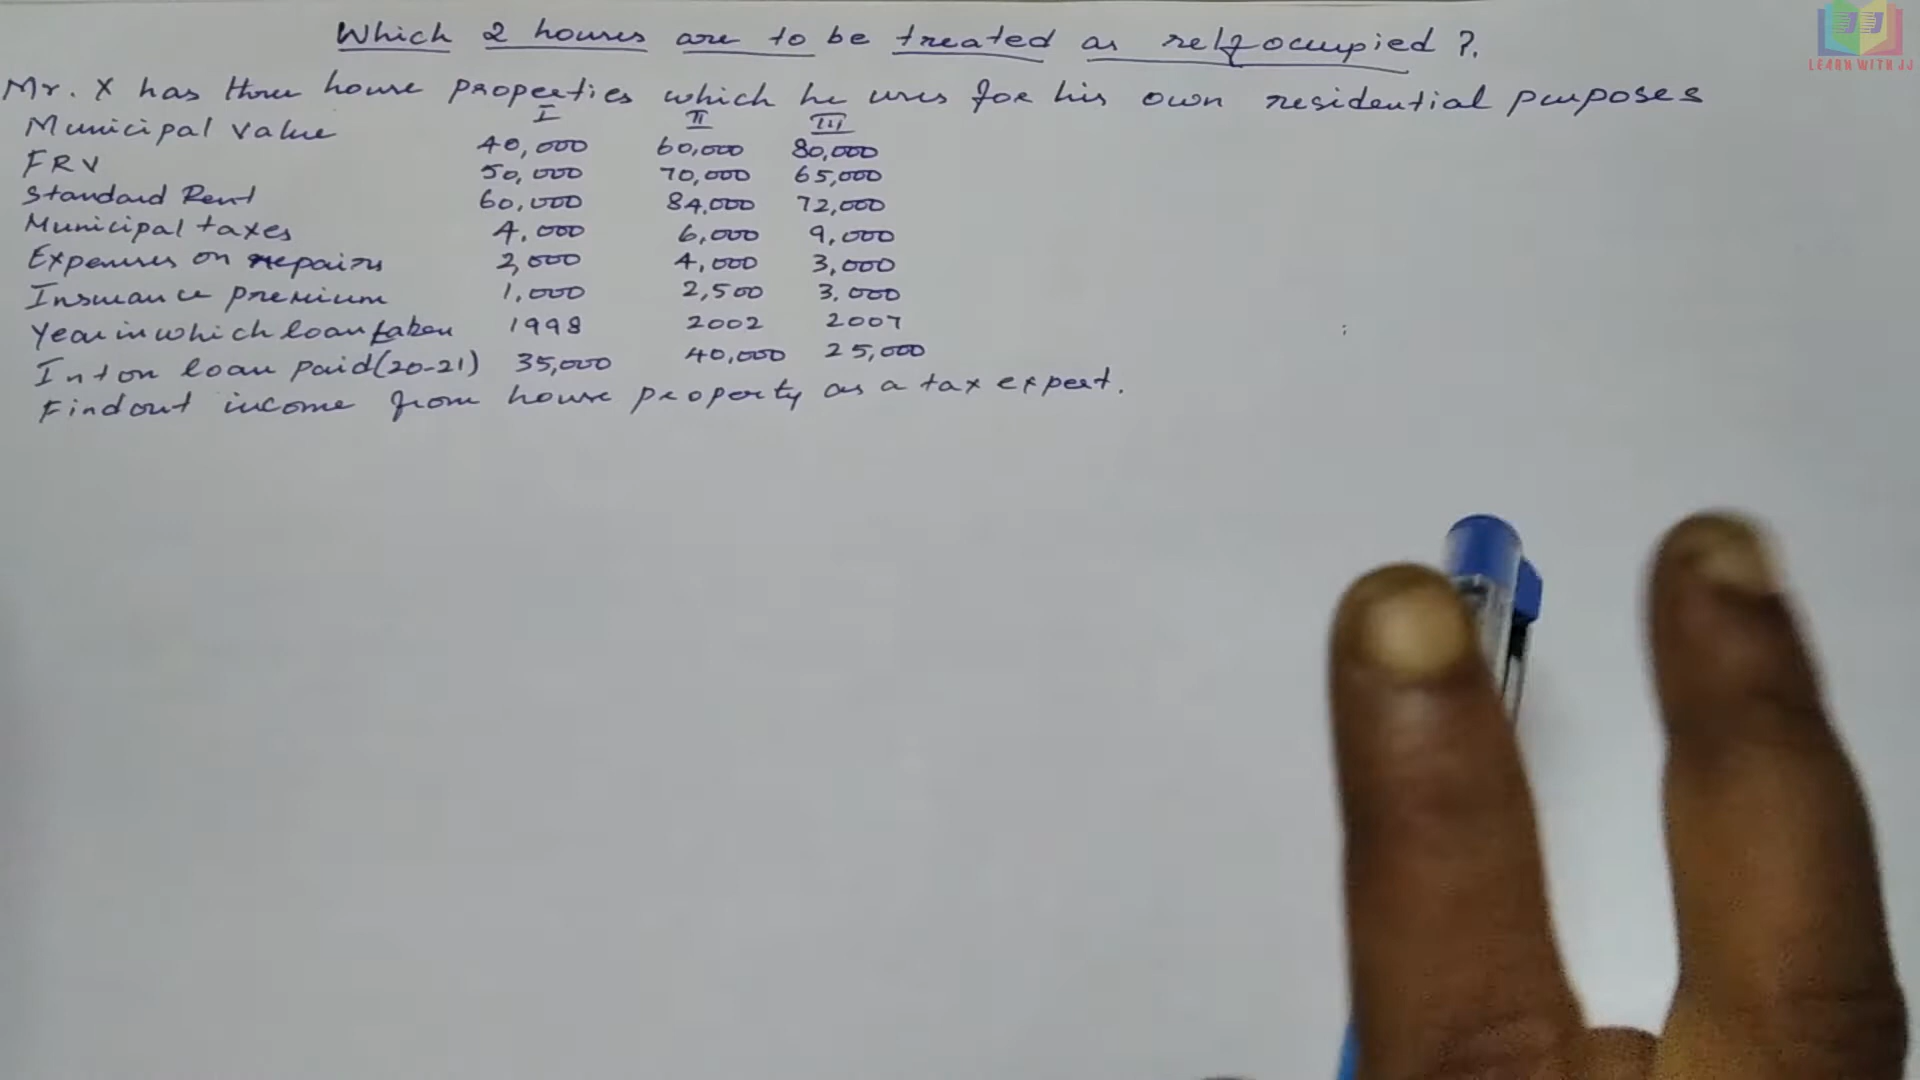 Which 2 houses are to be treated as self occupied ?.
LEARN WITH JJ
Mr. X has three house properties which he uses for his own residential purposes
I II III
Municipal value 40,000 60,000 80,000
FRV 50,000 70,000 65,000
Standard Rent 60,000 84,000 72,000
Municipal taxes 4,000 6,000 9,000
Expenses on repairs 2,000 4,000 3,000
Insurance premium 1,000 2,500 3,000
Year in which loan taken 1998 2002 2007
Int on loan paid (20-21) 35,000 40,000 25,000
Find out income from house property as a tax expert.